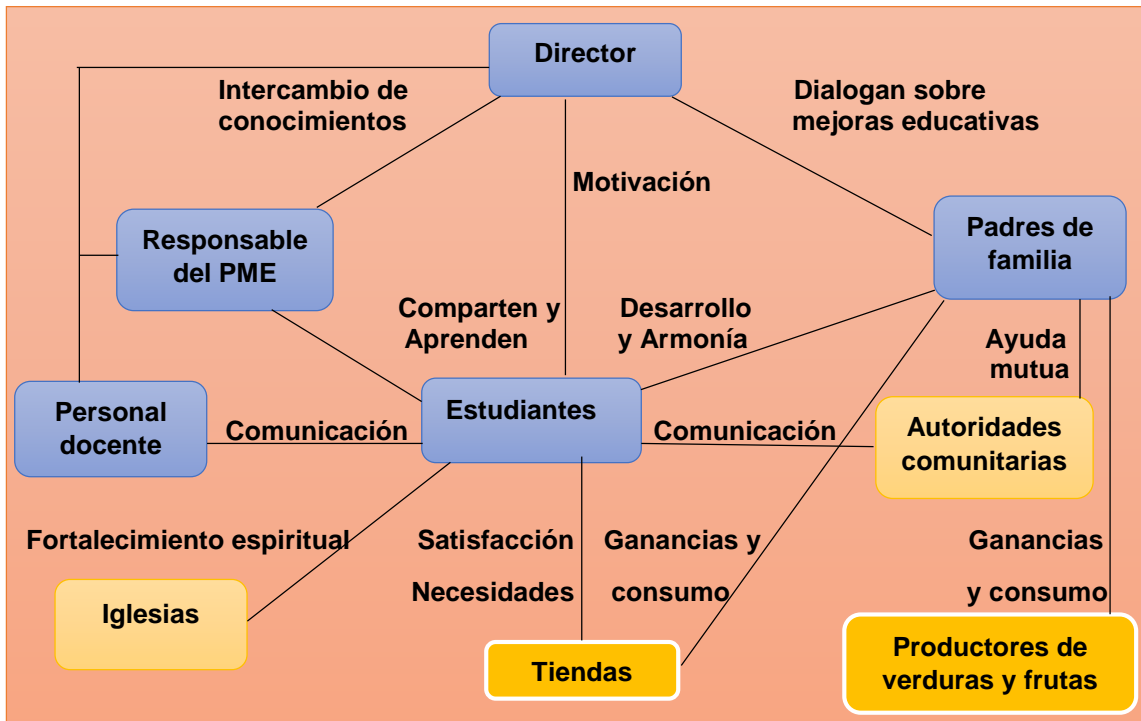 Director
Intercambio de
conocimientos
Dialogan sobre
mejoras educativas
Motivación
Responsable
del PME
Padres de
familia
Comparten y
Aprenden
Desarrollo
y Armonía
Ayuda
mutua
Personal
docente
Comunicación
Estudiantes
Comunicación
Autoridades
comunitarias
Fortalecimiento espiritual
Satisfacción
Necesidades
Ganancias y
consumo
Ganancias
y consumo
Iglesias
Tiendas
Productores de
verduras y frutas